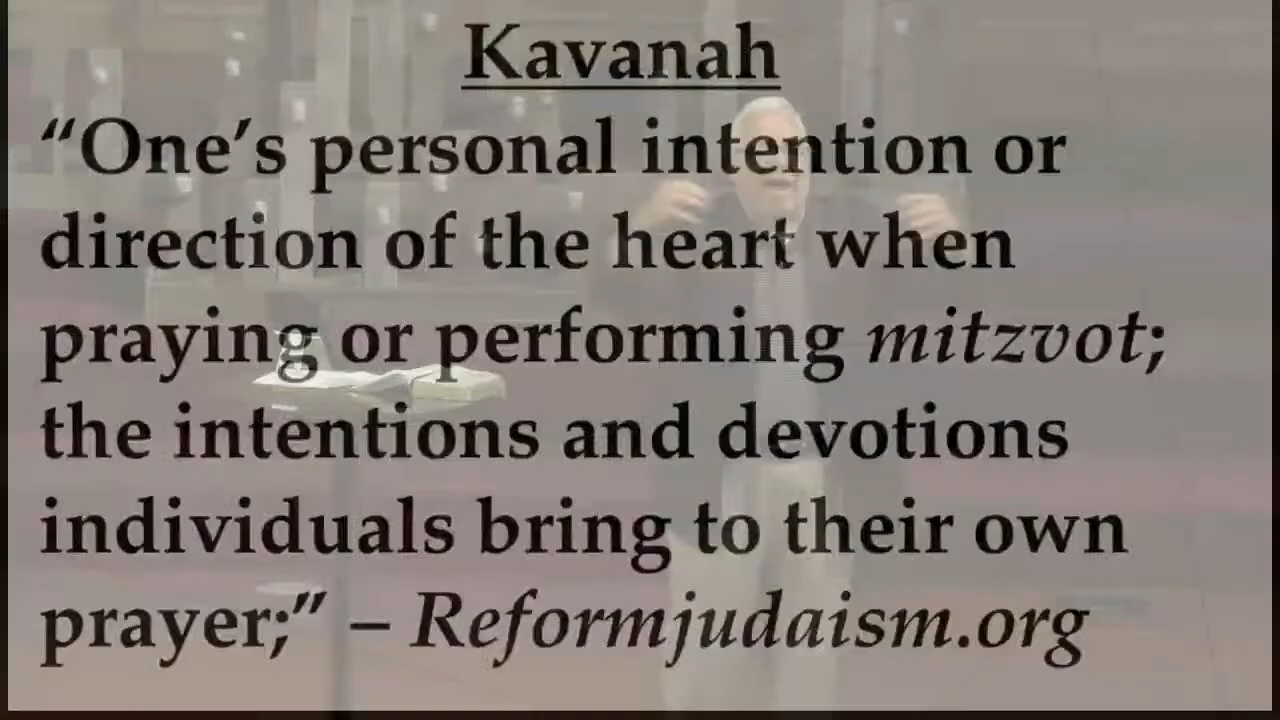 Kavanah
“One’s personal intention or
direction of the heart when
praying or performing mitzvot;
the intentions and devotions
individuals bring to their own
prayer;” – Reformjudaism.org